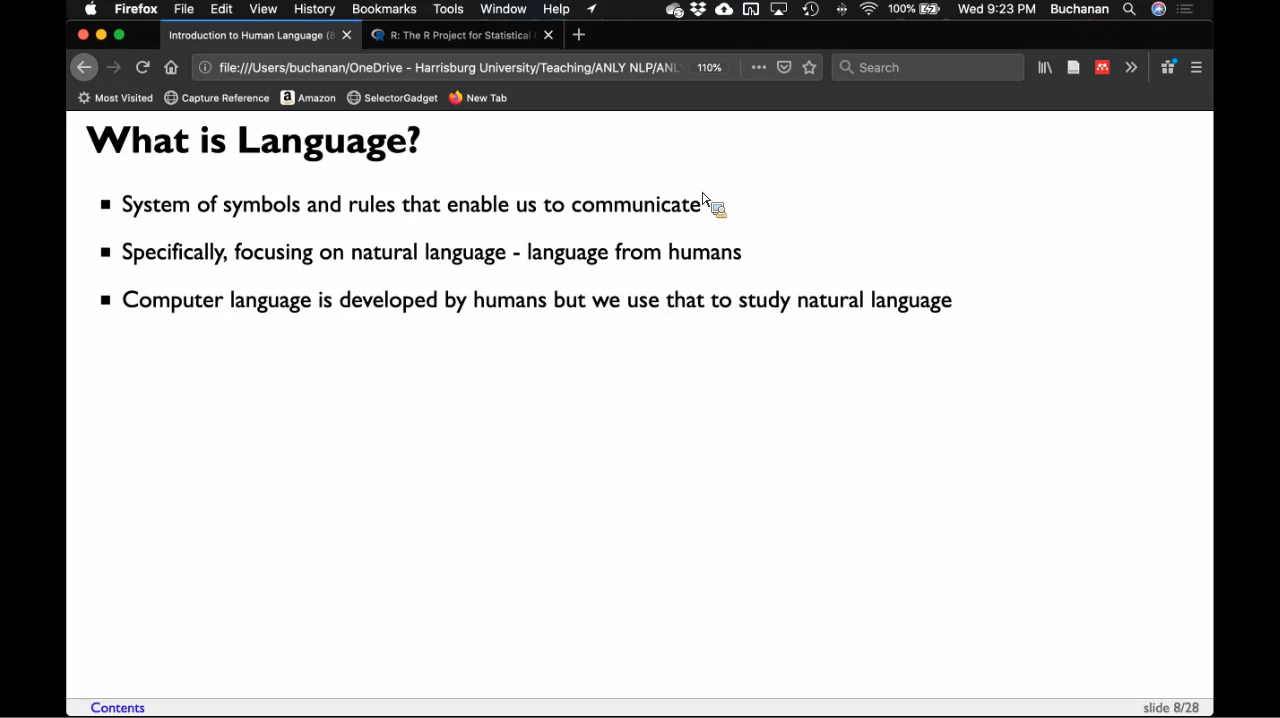 Firefox File Edit View History Bookmarks Tools Window Help 100% Wed 9:23 PM Buchanan
Introduction to Human Language (8 R: The R Project for Statistical
file:///Users/buchanan/OneDrive - Harrisburg University/Teaching/ANLY NLP/ANL 110% Search
Most Visited Capture Reference Amazon SelectorGadget New Tab
What is Language?
System of symbols and rules that enable us to communicate
Specifically, focusing on natural language - language from humans
Computer language is developed by humans but we use that to study natural language
Contents slide 8/28